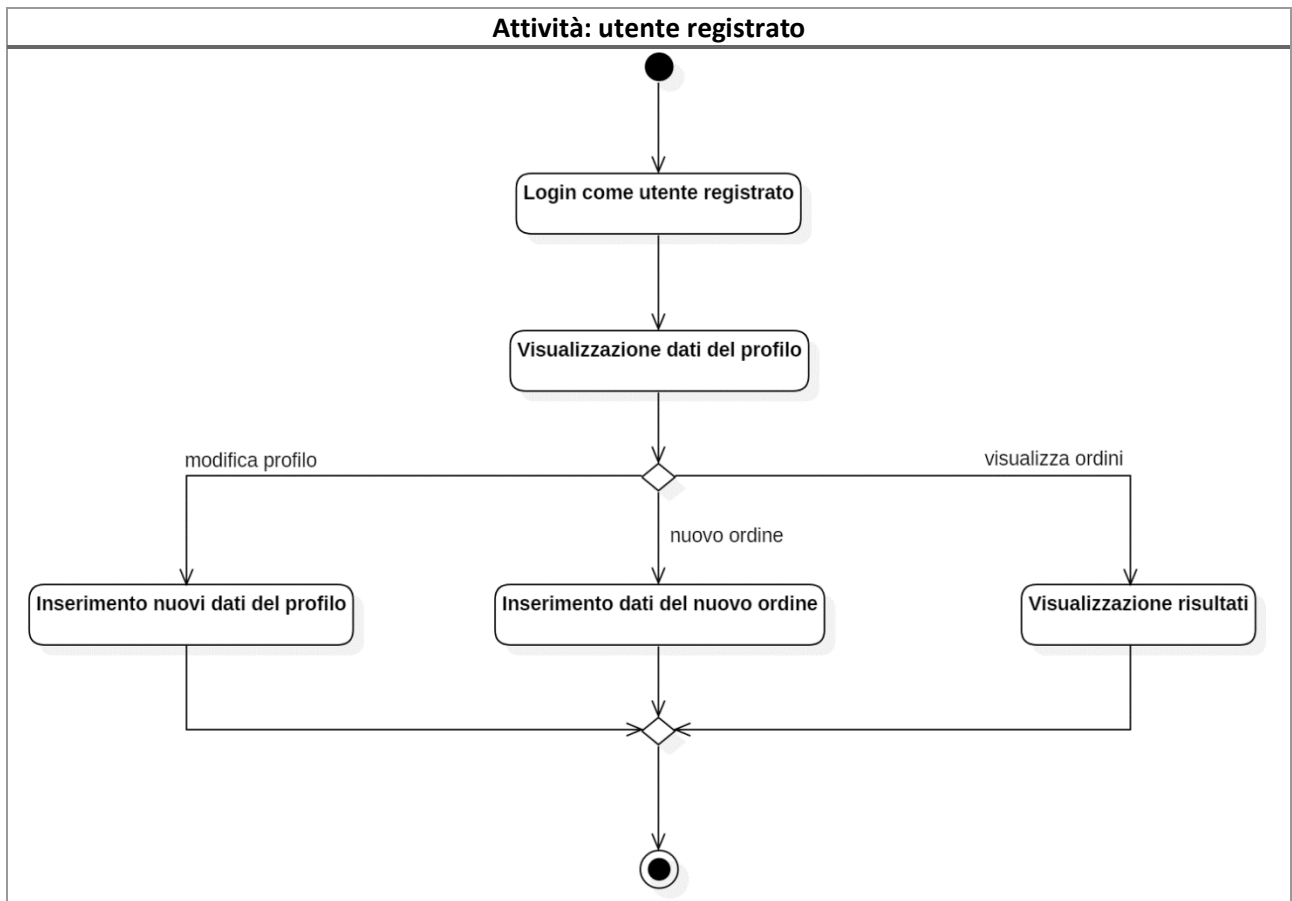 Attività: utente registrato
Login come utente registrato
Visualizzazione dati del profilo
modifica profilo
visualizza ordini
nuovo ordine
Inserimento nuovi dati del profilo
Inserimento dati del nuovo ordine
Visualizzazione risultati